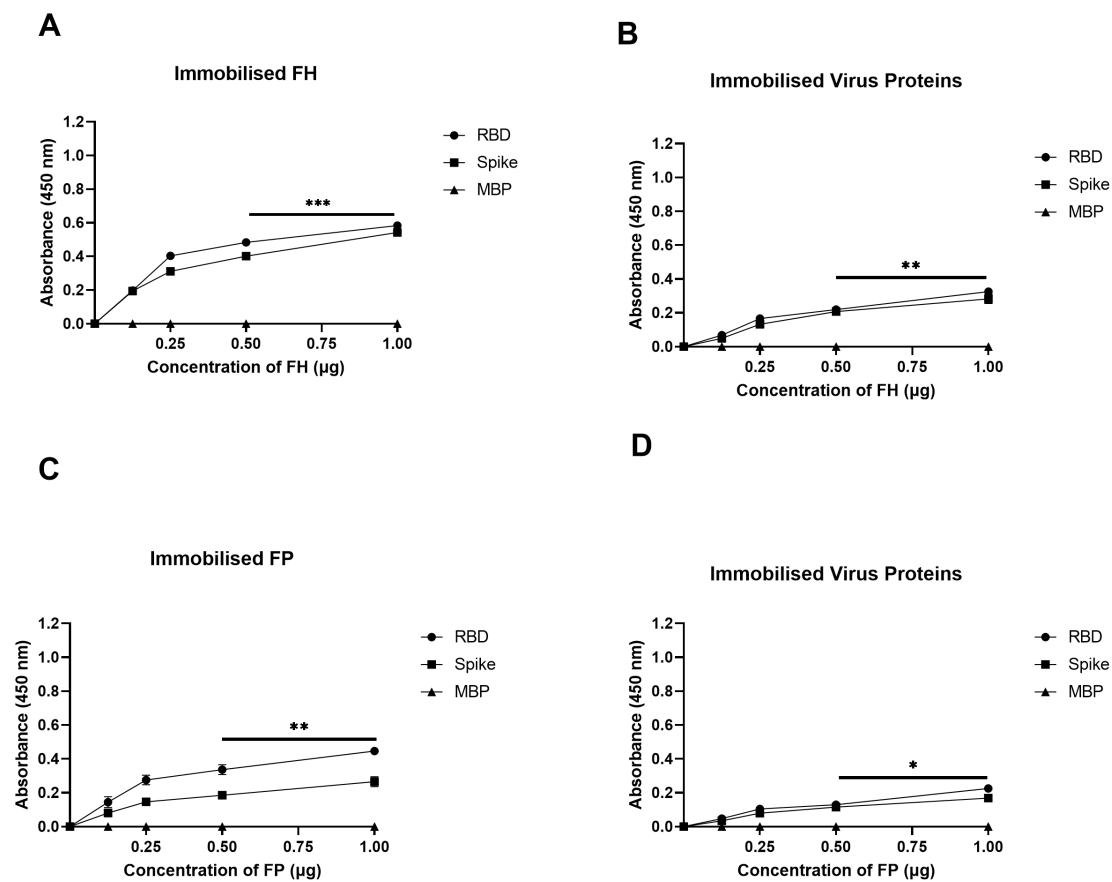 A
Immobilised FH
Absorbance (450 nm)
1.2
1.0
0.8
0.6
0.4
0.2
0.0
0.25 0.50 0.75 1.00
Concentration of FH (µg)
***
RBD
Spike
MBP
B
Immobilised Virus Proteins
Absorbance (450 nm)
1.2
1.0
0.8
0.6
0.4
0.2
0.0
0.25 0.50 0.75 1.00
Concentration of FH (µg)
**
RBD
Spike
MBP
C
Immobilised FP
Absorbance (450 nm)
1.2
1.0
0.8
0.6
0.4
0.2
0.0
0.25 0.50 0.75 1.00
Concentration of FP (µg)
**
RBD
Spike
MBP
D
Immobilised Virus Proteins
Absorbance (450 nm)
1.2
1.0
0.8
0.6
0.4
0.2
0.0
0.25 0.50 0.75 1.00
Concentration of FP (µg)
*
RBD
Spike
MBP